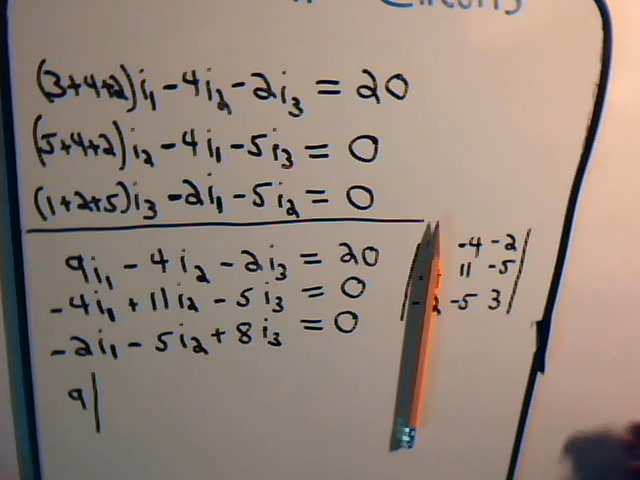 Circuits
(3+4+2)i₁ - 4i₂ - 2i₃ = 20
(5+4+2)i₂ - 4i₁ - 5i₃ = 0
(1+2+5)i₃ - 2i₁ - 5i₂ = 0
9i₁ - 4i₂ - 2i₃ = 20
-4i₁ + 11i₂ - 5i₃ = 0
-2i₁ - 5i₂ + 8i₃ = 0
-4 -2
11 -5
-2 -5 3
9|